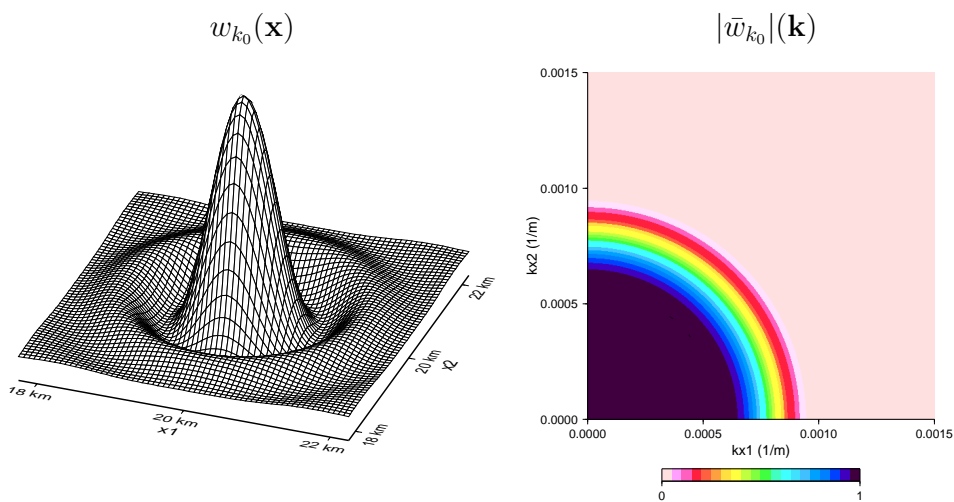 w_{k_0}(x)
|w̄_{k_0}|(k)
18 km
20 km
22 km
x1
18 km
20 km
22 km
x2
0.0015
0.0010
0.0005
0.0000
kx2 (1/m)
0.0000 0.0005 0.0010 0.0015
kx1 (1/m)
0 1